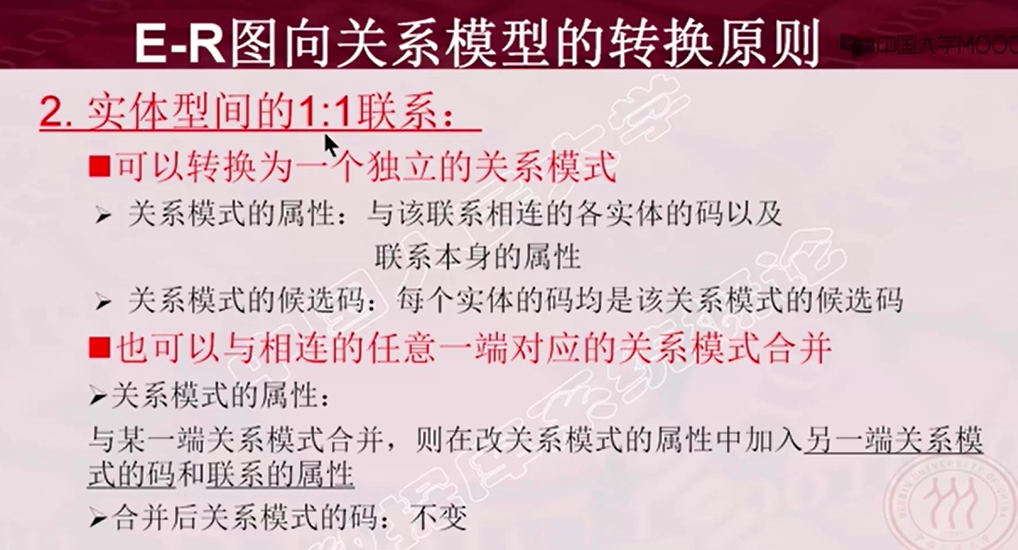 E-R图向关系模型的转换原则
中国大学MOOC
2. 实体型间的1:1联系：
■可以转换为一个独立的关系模式
➢ 关系模式的属性：与该联系相连的各实体的码以及
联系本身的属性
➢ 关系模式的候选码：每个实体的码均是该关系模式的候选码
■也可以与相连的任意一端对应的关系模式合并
➢关系模式的属性：
与某一端关系模式合并，则在改关系模式的属性中加入另一端关系模
式的码和联系的属性
➢合并后关系模式的码：不变